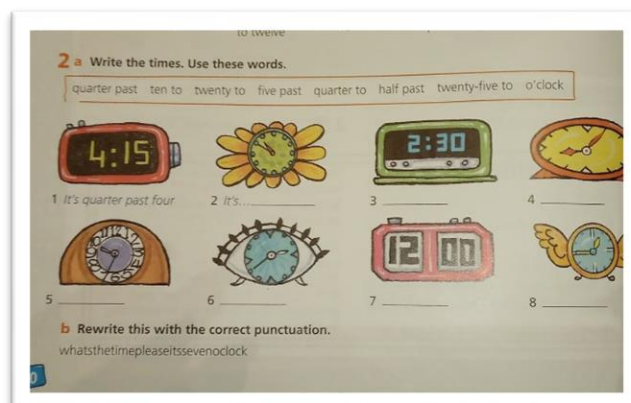 to twelve
2 a Write the times. Use these words.
quarter past ten to twenty to five past quarter to half past twenty-five to o'clock
4:15 2:30
1 It's quarter past four 2 It's... 3 4
12 00
5 6 7 8
b Rewrite this with the correct punctuation.
whatsthetimepleaseitssevenoclock